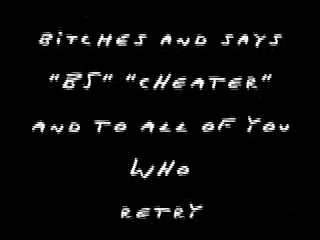 BiTCHES AND SAYS
"BS" "CHEATER"
AND TO ALL OF YOU
WHO
RETRY